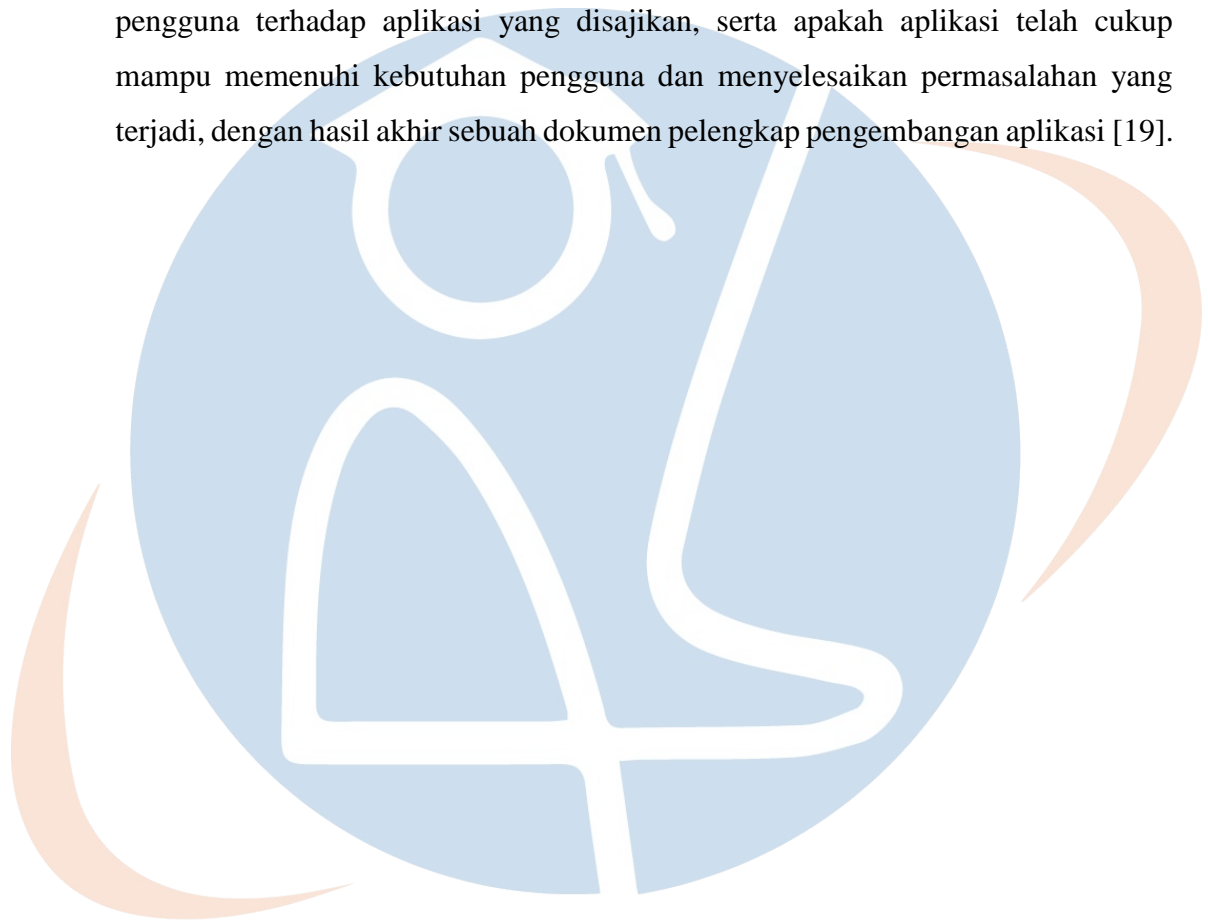 pengguna terhadap aplikasi yang disajikan, serta apakah aplikasi telah cukup
mampu memenuhi kebutuhan pengguna dan menyelesaikan permasalahan yang
terjadi, dengan hasil akhir sebuah dokumen pelengkap pengembangan aplikasi [19].